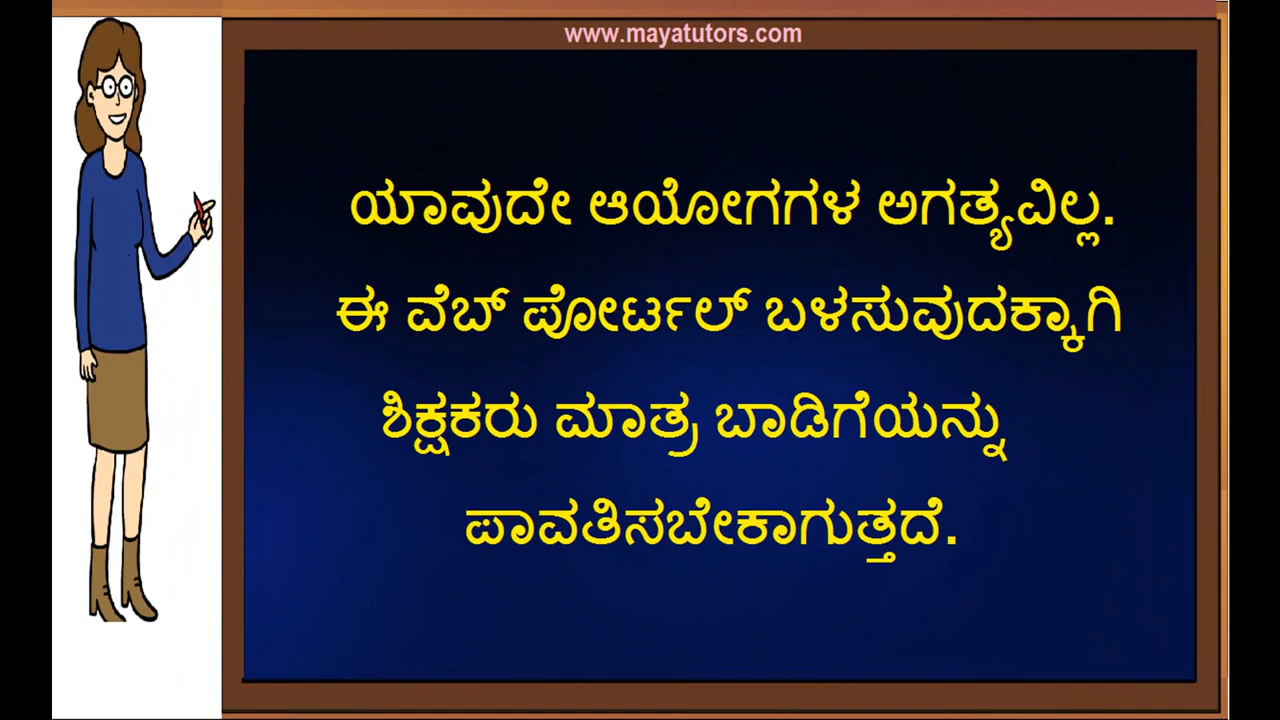 www.mayatutors.com
ಯಾವುದೇ ಆಯೋಗಗಳ ಅಗತ್ಯವಿಲ್ಲ.
ಈ ವೆಬ್ ಪೋರ್ಟಲ್ ಬಳಸುವುದಕ್ಕಾಗಿ
ಶಿಕ್ಷಕರು ಮಾತ್ರ ಬಾಡಿಗೆಯನ್ನು
ಪಾವತಿಸಬೇಕಾಗುತ್ತದೆ.